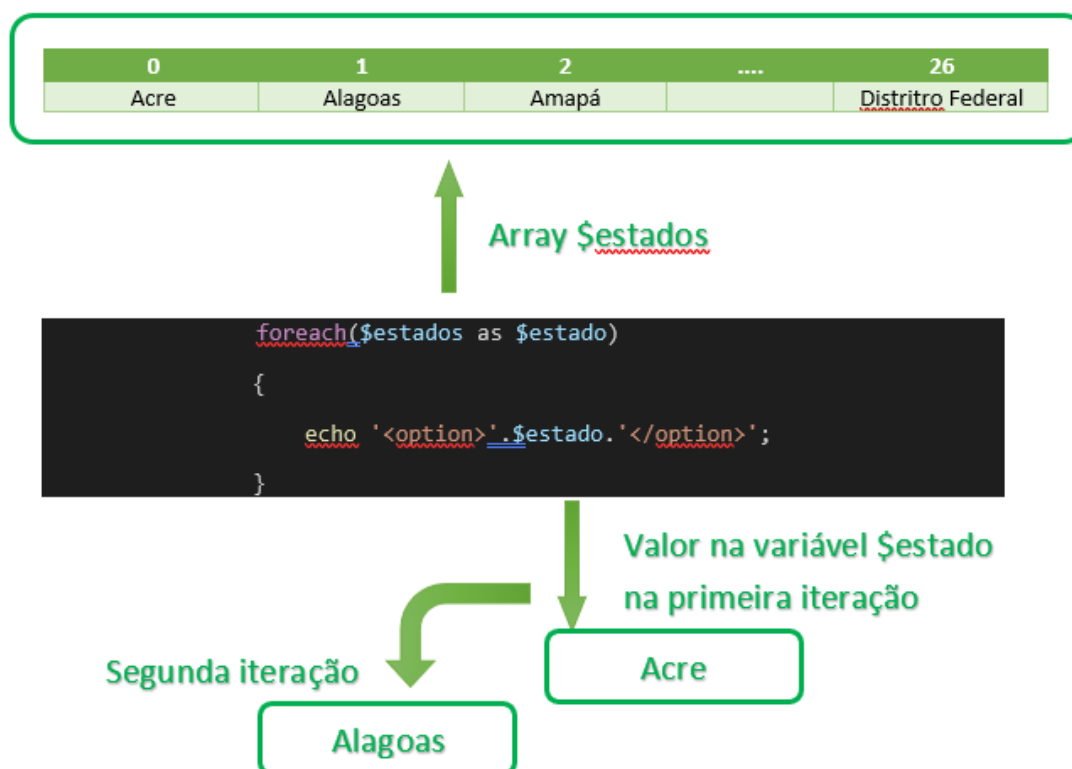 0 1 2 .... 26
Acre Alagoas Amapá Distritro Federal
Array $estados
foreach($estados as $estado)
{
echo '<option>'.$estado.'</option>';
}
Valor na variável $estado
na primeira iteração
Acre
Segunda iteração
Alagoas